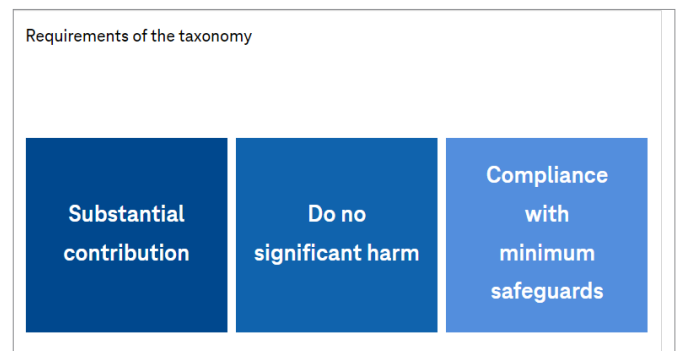 Requirements of the taxonomy
Substantial
contribution
Do no
significant harm
Compliance
with
minimum
safeguards